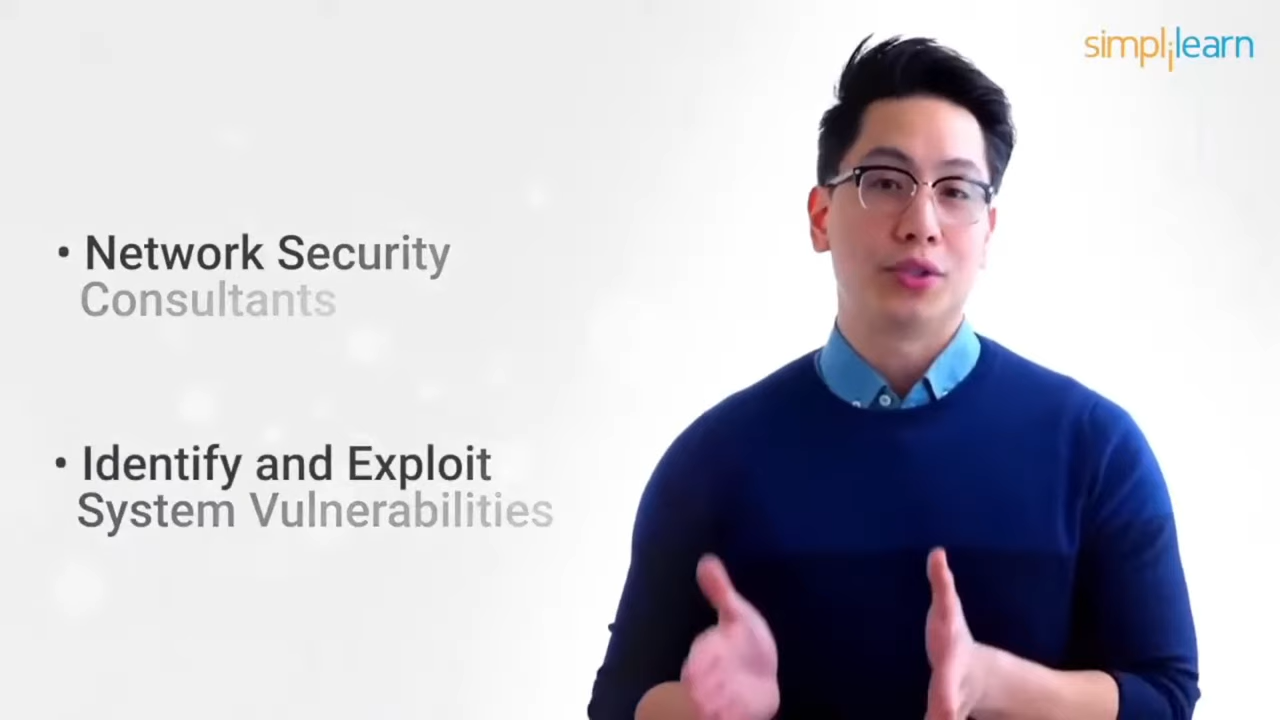 simplilearn
• Network Security
Consultants
• Identify and Exploit
System Vulnerabilities